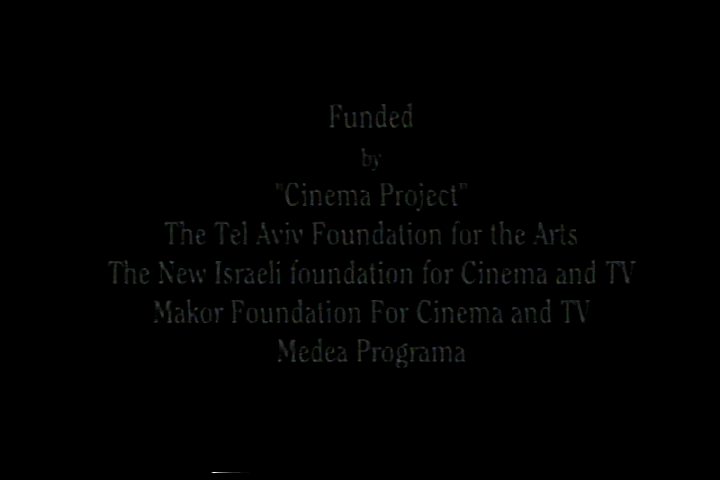 Funded
by
"Cinema Project"
The Tel Aviv Foundation for the Arts
The New Israeli foundation for Cinema and TV
Makor Foundation For Cinema and TV
Medea Programa